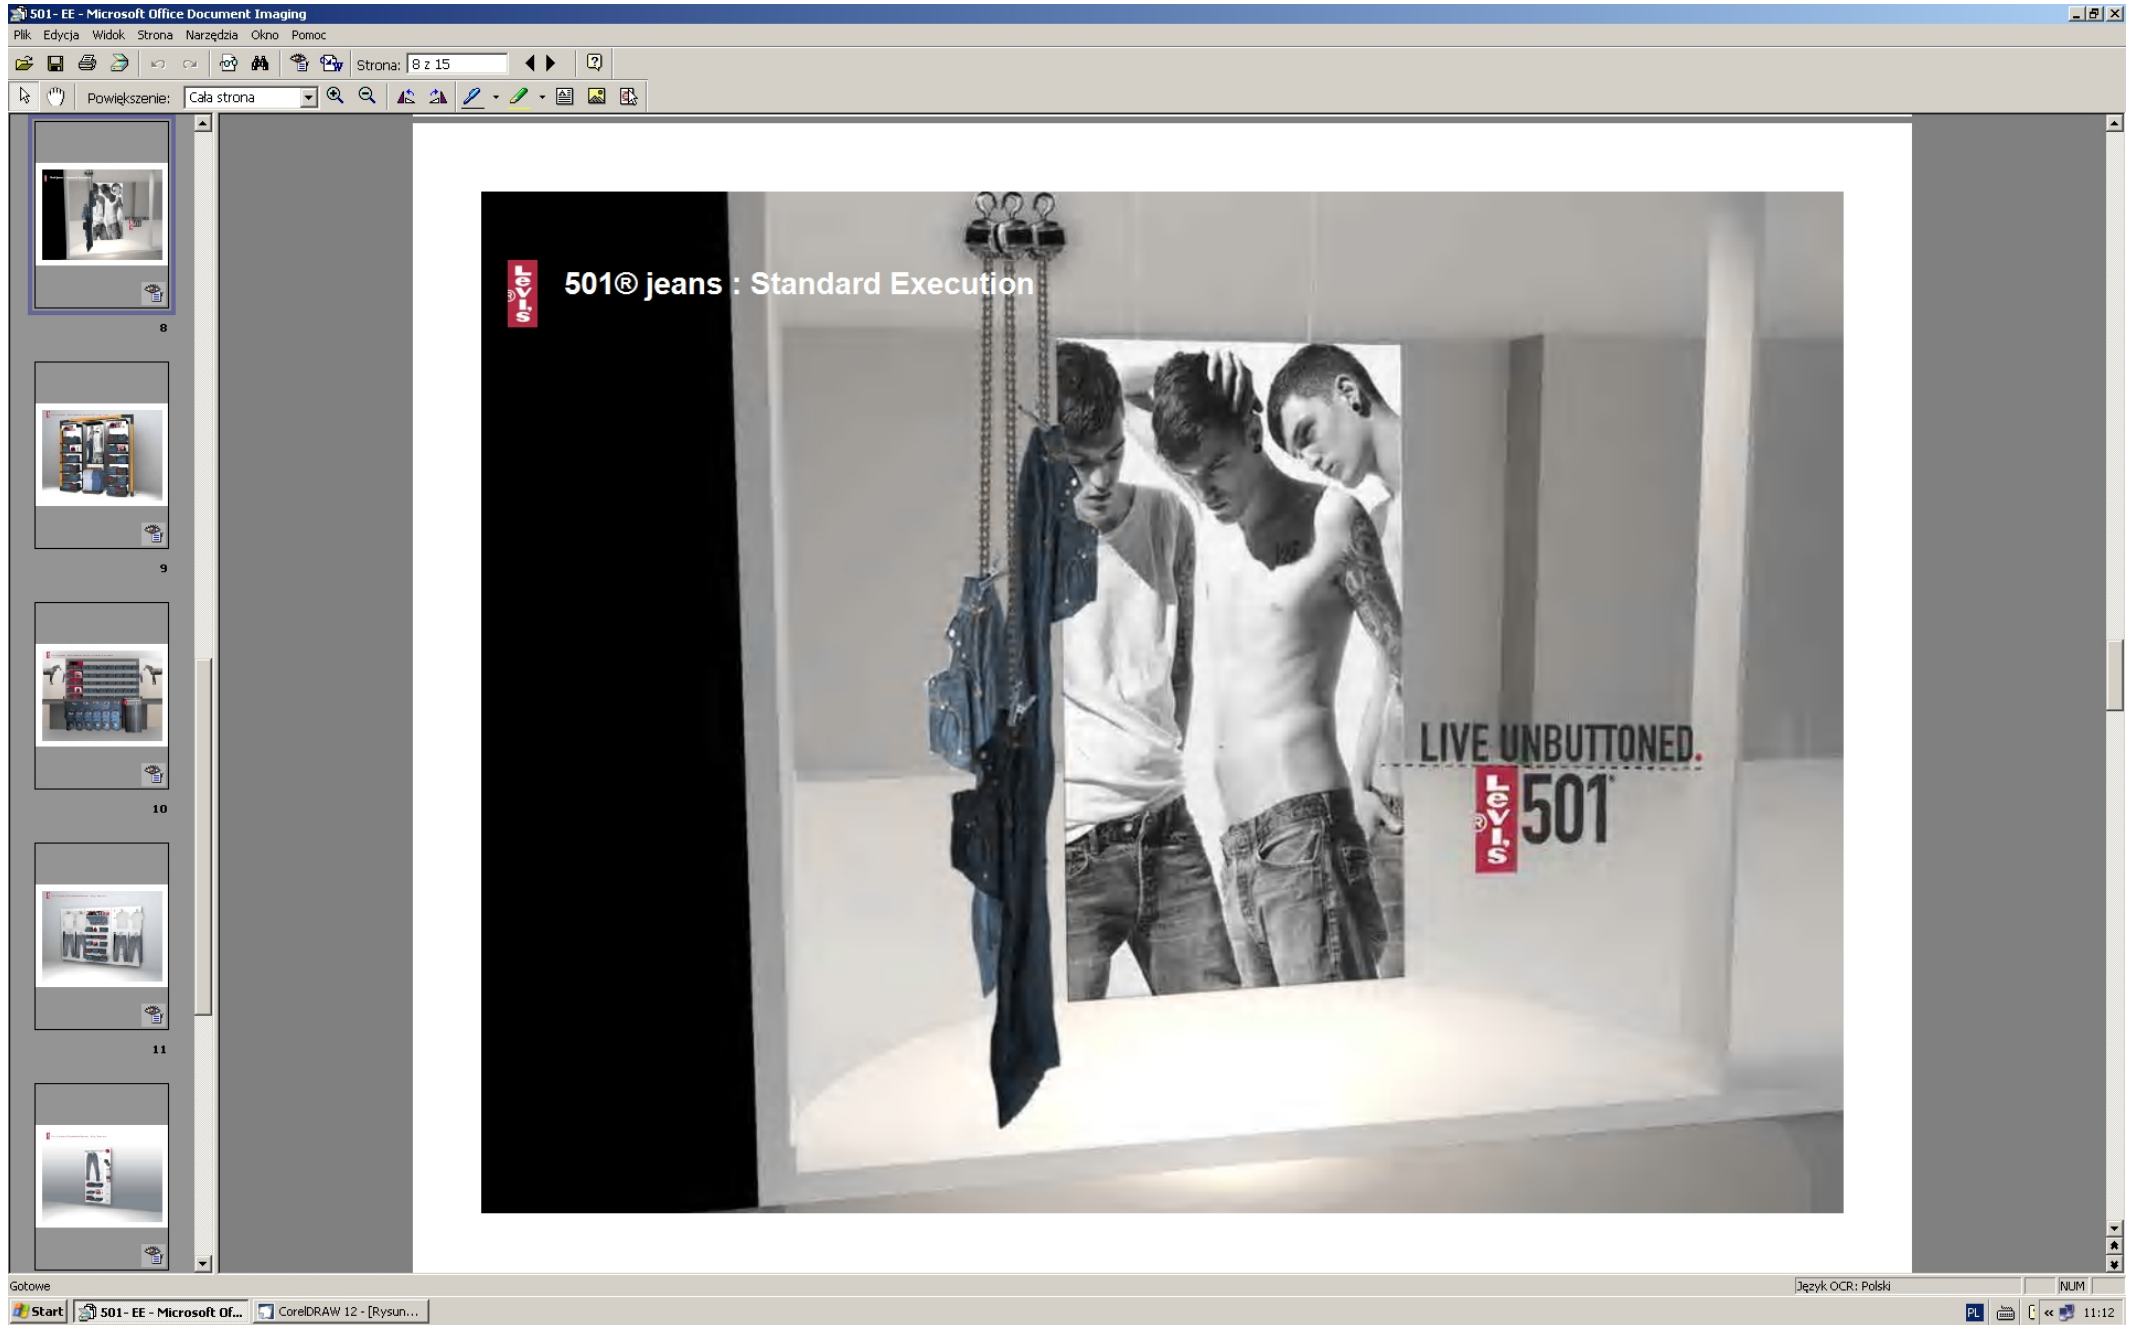 501- EE - Microsoft Office Document Imaging
Plik Edycja Widok Strona Narzędzia Okno Pomoc
Strona: 8 z 15
Powiększenie: Cała strona
8
9
10
11
Levi's ®
501® jeans : Standard Execution
LIVE UNBUTTONED.
Levi's ® 501®
Gotowe
Język OCR: Polski
NUM
Start
501- EE - Microsoft Of...
CorelDRAW 12 - [Rysun...
PL
«
11:12